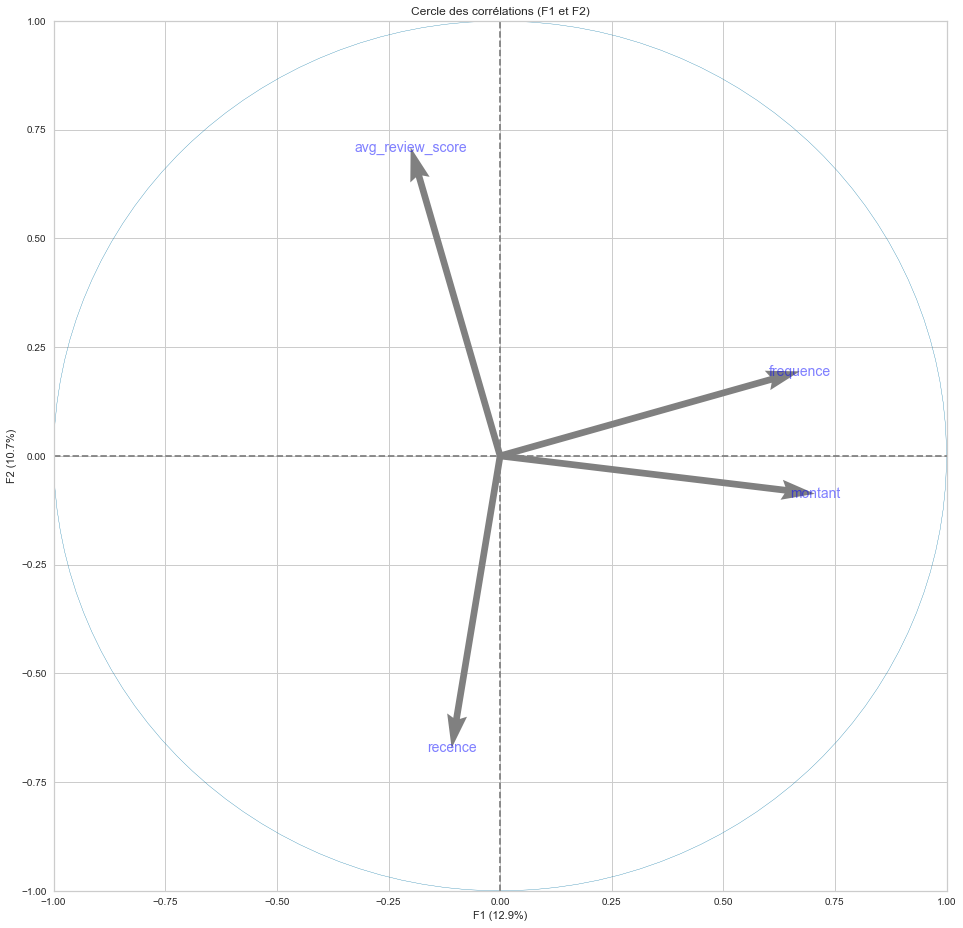 Cercle des corrélations (F1 et F2)
1.00
0.75
avg_review_score
0.50
0.25
frequence
F2 (10.7%)
0.00
montant
−0.25
−0.50
recence
−0.75
−1.00
−1.00 −0.75 −0.50 −0.25 0.00 0.25 0.50 0.75 1.00
F1 (12.9%)